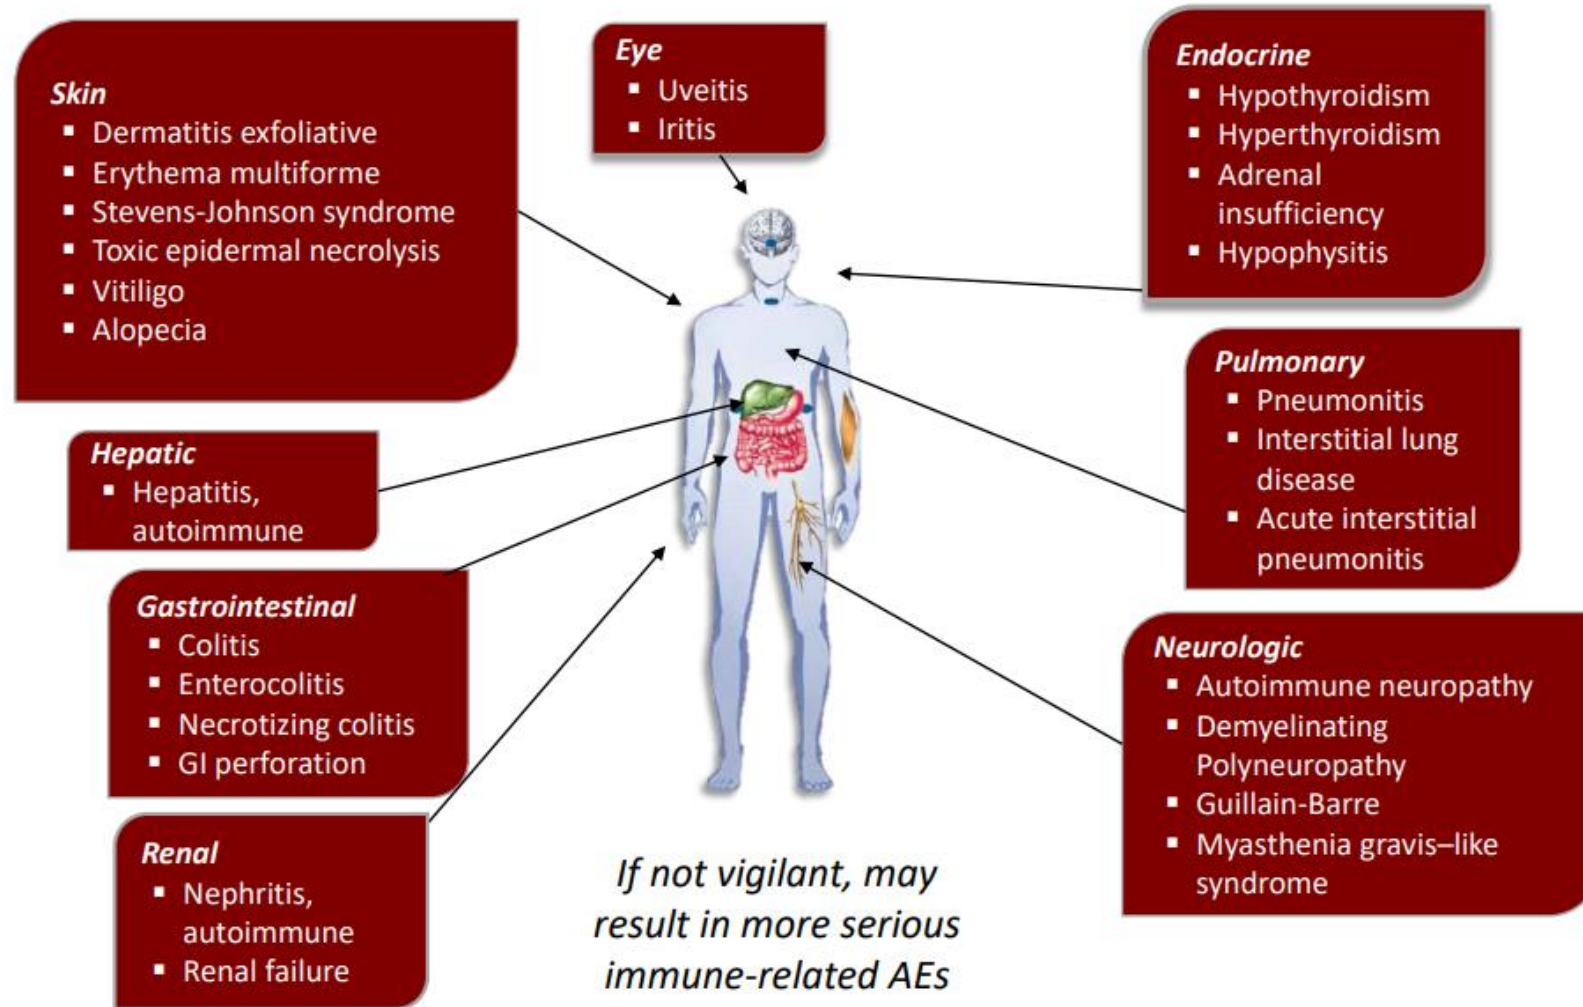 Skin
▪ Dermatitis exfoliative
▪ Erythema multiforme
▪ Stevens-Johnson syndrome
▪ Toxic epidermal necrolysis
▪ Vitiligo
▪ Alopecia
Eye
▪ Uveitis
▪ Iritis
Endocrine
▪ Hypothyroidism
▪ Hyperthyroidism
▪ Adrenal
insufficiency
▪ Hypophysitis
Hepatic
▪ Hepatitis,
autoimmune
Pulmonary
▪ Pneumonitis
▪ Interstitial lung
disease
▪ Acute interstitial
pneumonitis
Gastrointestinal
▪ Colitis
▪ Enterocolitis
▪ Necrotizing colitis
▪ GI perforation
Neurologic
▪ Autoimmune neuropathy
▪ Demyelinating
Polyneuropathy
▪ Guillain-Barre
▪ Myasthenia gravis–like
syndrome
Renal
▪ Nephritis,
autoimmune
▪ Renal failure
If not vigilant, may
result in more serious
immune-related AEs